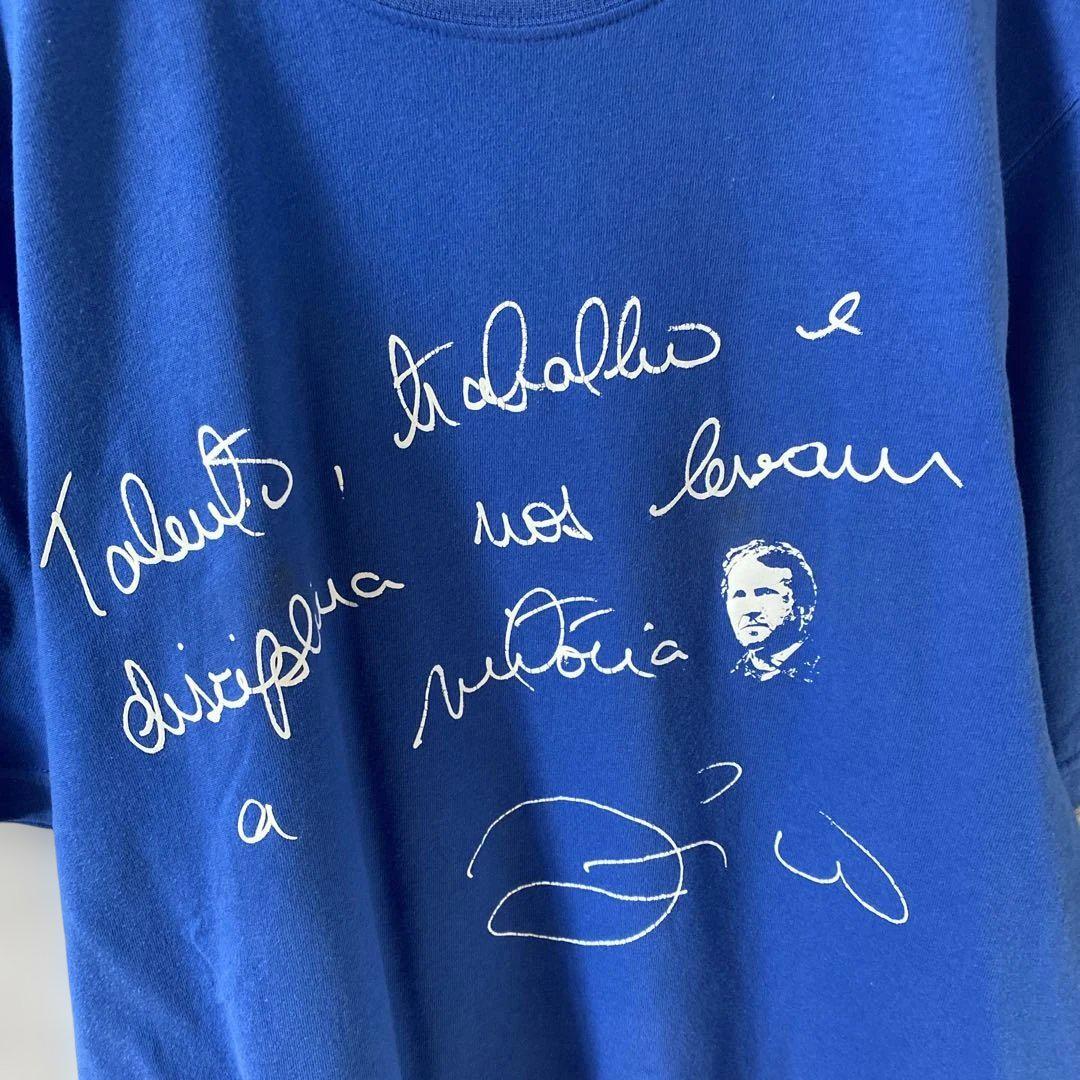 Talento, trabalho e
disciplina nos levam
a vitória